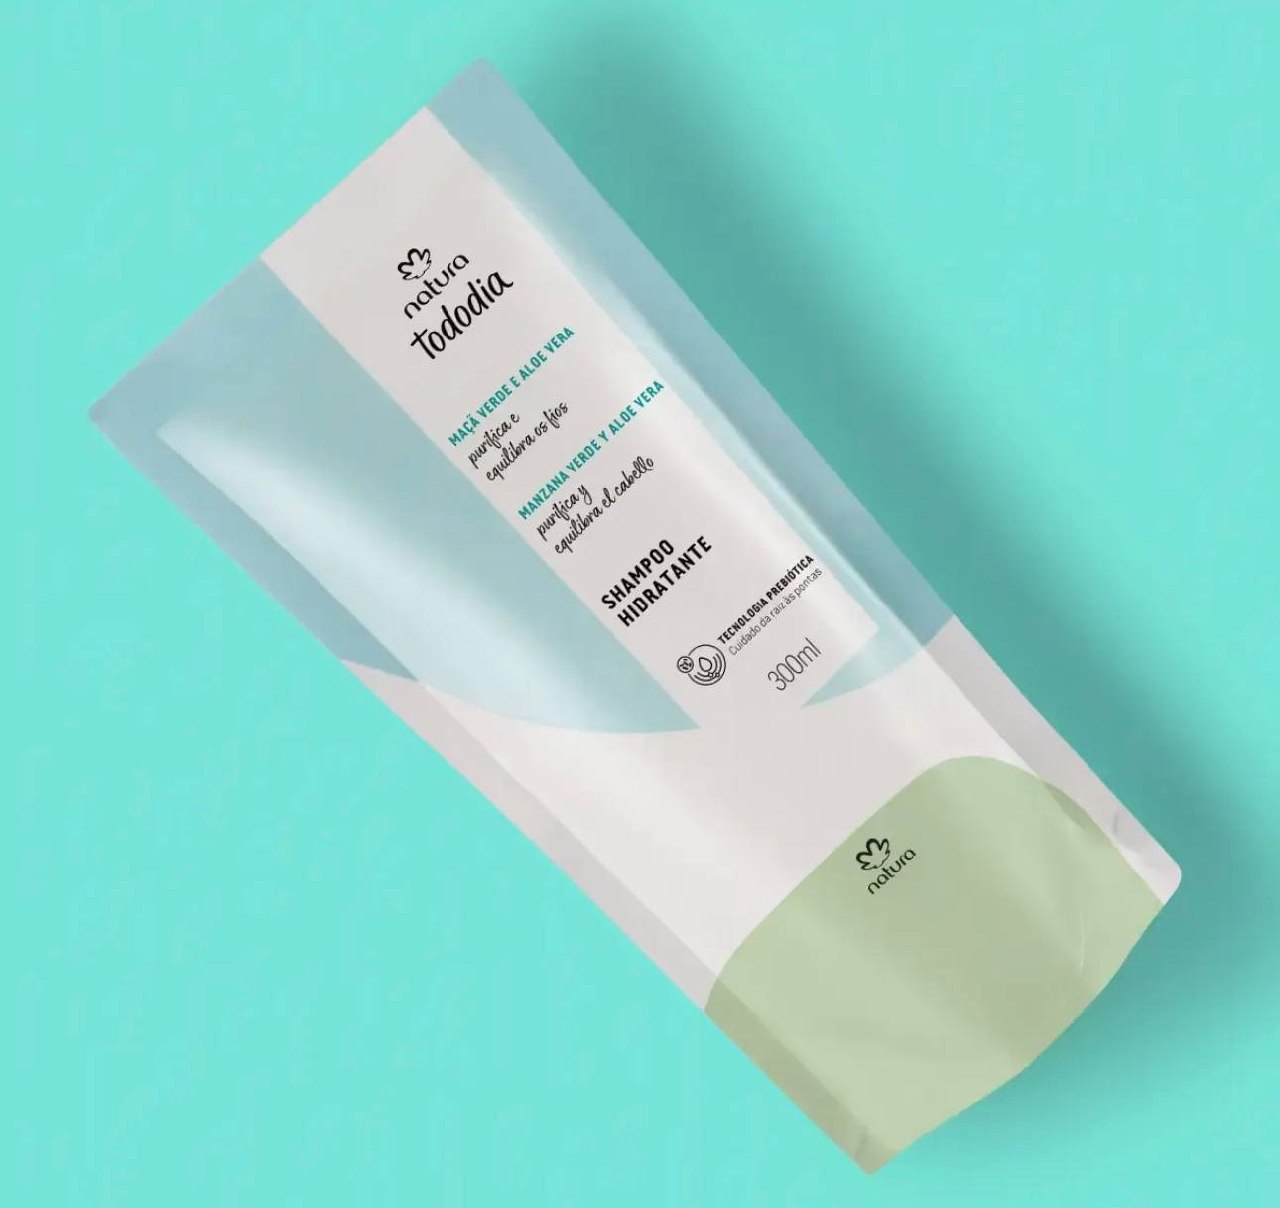 natura
tododia
MAÇÃ VERDE E ALOE VERA
purifica e
equilibra os fios
MANZANA VERDE Y ALOE VERA
purifica y
equilibra el cabello
SHAMPOO
HIDRATANTE
TECNOLOGIA PREBIÓTICA
Cuidado da raiz às pontas
300ml
natura